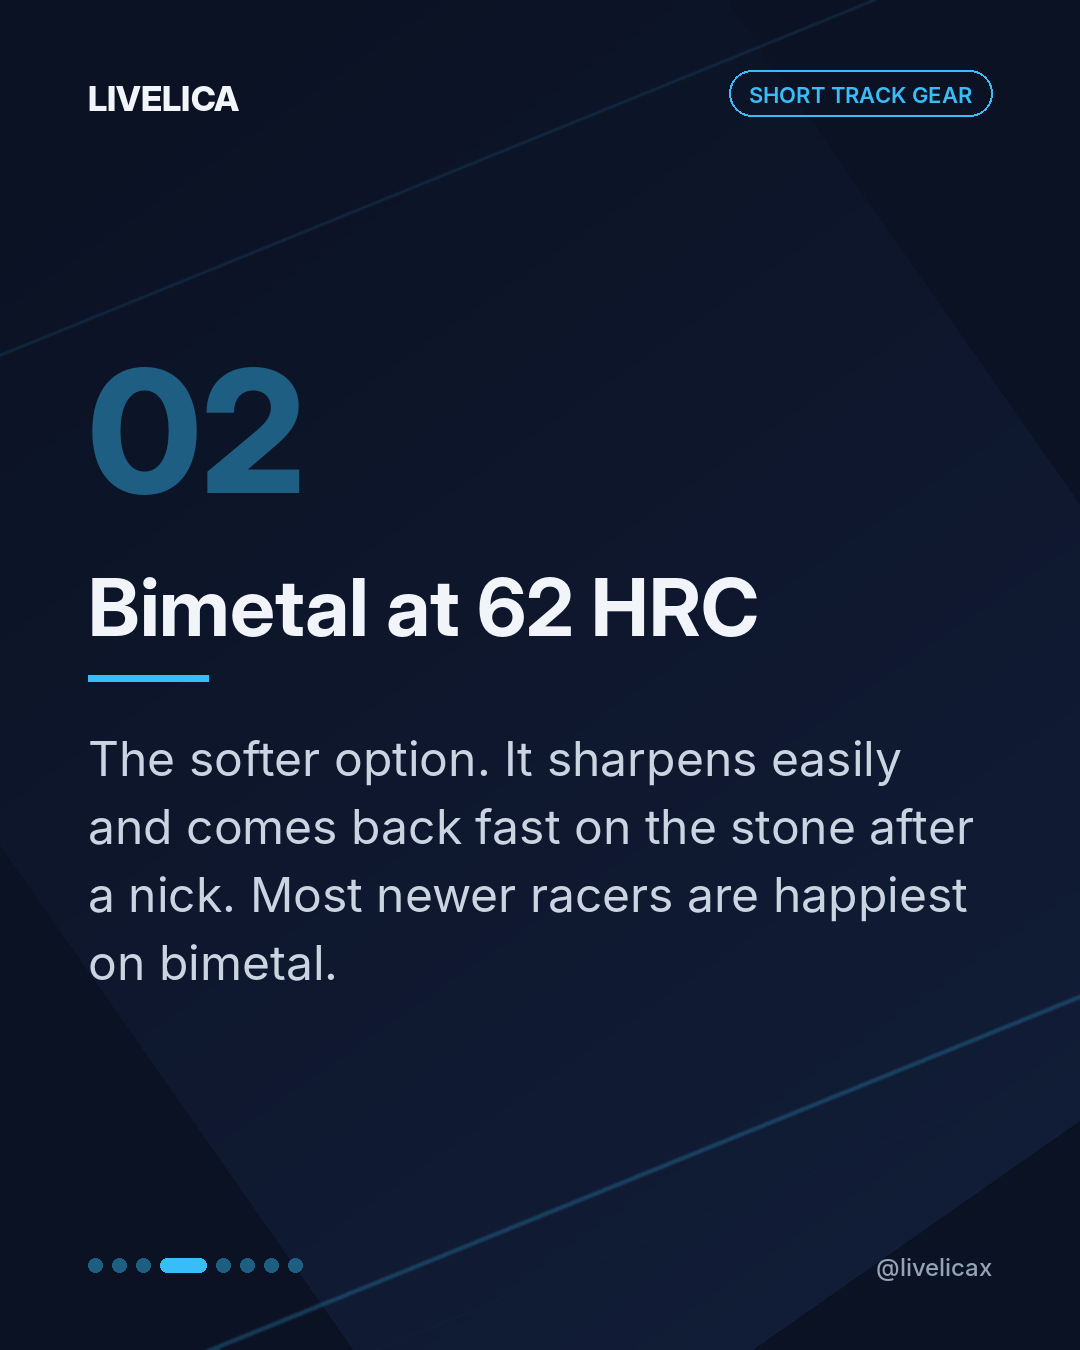 LIVELICA
SHORT TRACK GEAR
02
Bimetal at 62 HRC
The softer option. It sharpens easily
and comes back fast on the stone after
a nick. Most newer racers are happiest
on bimetal.
@livelicax